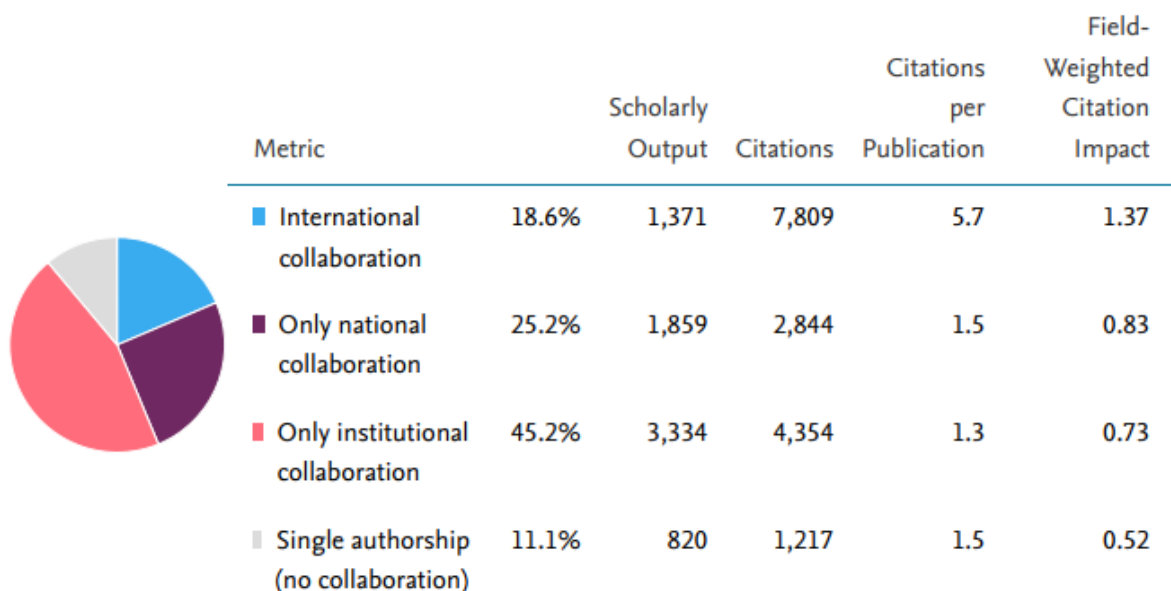 Field-
Citations Weighted
Scholarly per Citation
Metric Output Citations Publication Impact
International 18.6% 1,371 7,809 5.7 1.37
collaboration
Only national 25.2% 1,859 2,844 1.5 0.83
collaboration
Only institutional 45.2% 3,334 4,354 1.3 0.73
collaboration
Single authorship 11.1% 820 1,217 1.5 0.52
(no collaboration)